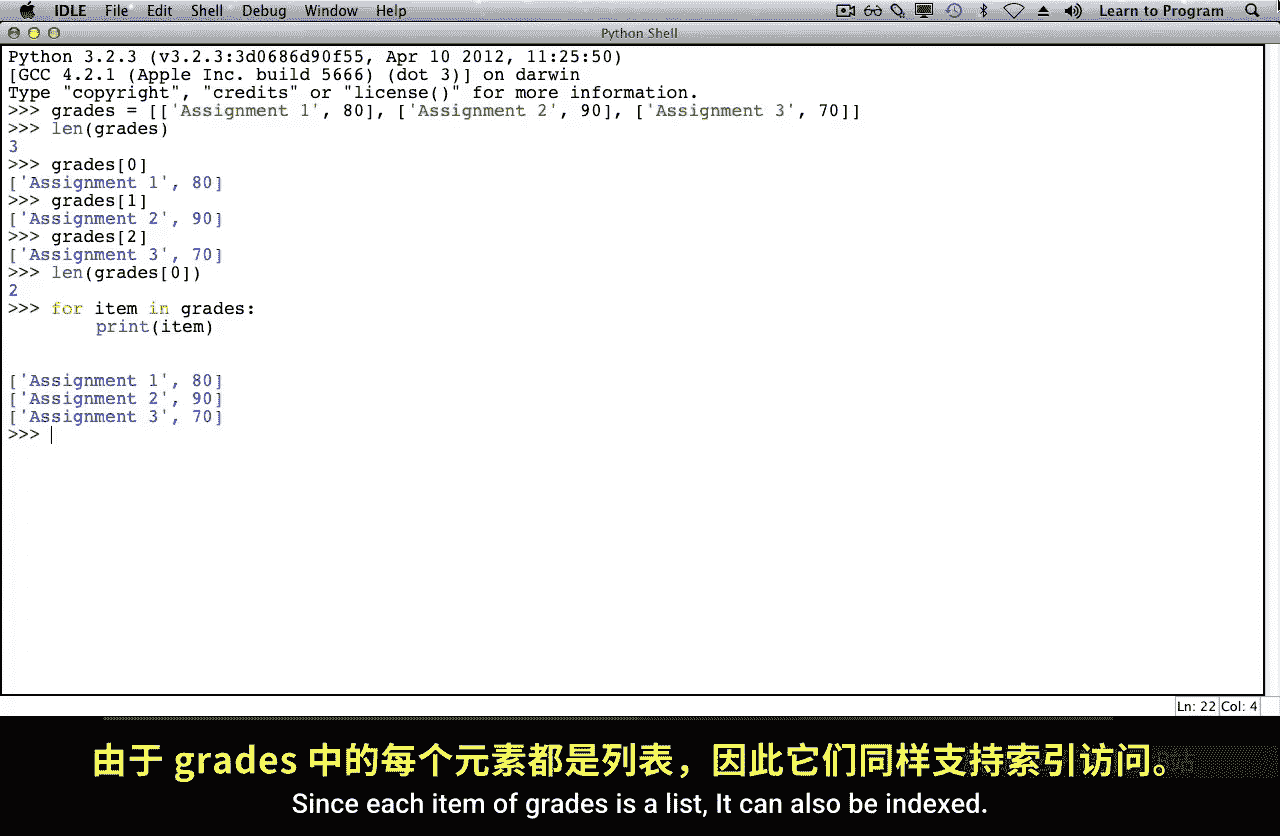 IDLE File Edit Shell Debug Window Help Learn to Program
Python Shell
Python 3.2.3 (v3.2.3:3d0686d90f55, Apr 10 2012, 11:25:50)
[GCC 4.2.1 (Apple Inc. build 5666) (dot 3)] on darwin
Type "copyright", "credits" or "license()" for more information.
>>> grades = [['Assignment 1', 80], ['Assignment 2', 90], ['Assignment 3', 70]]
>>> len(grades)
3
>>> grades[0]
['Assignment 1', 80]
>>> grades[1]
['Assignment 2', 90]
>>> grades[2]
['Assignment 3', 70]
>>> len(grades[0])
2
>>> for item in grades:
        print(item)
['Assignment 1', 80]
['Assignment 2', 90]
['Assignment 3', 70]
>>>
Ln: 22 Col: 4
由于 grades 中的每个元素都是列表，因此它们同样支持索引访问。
Since each item of grades is a list, It can also be indexed.